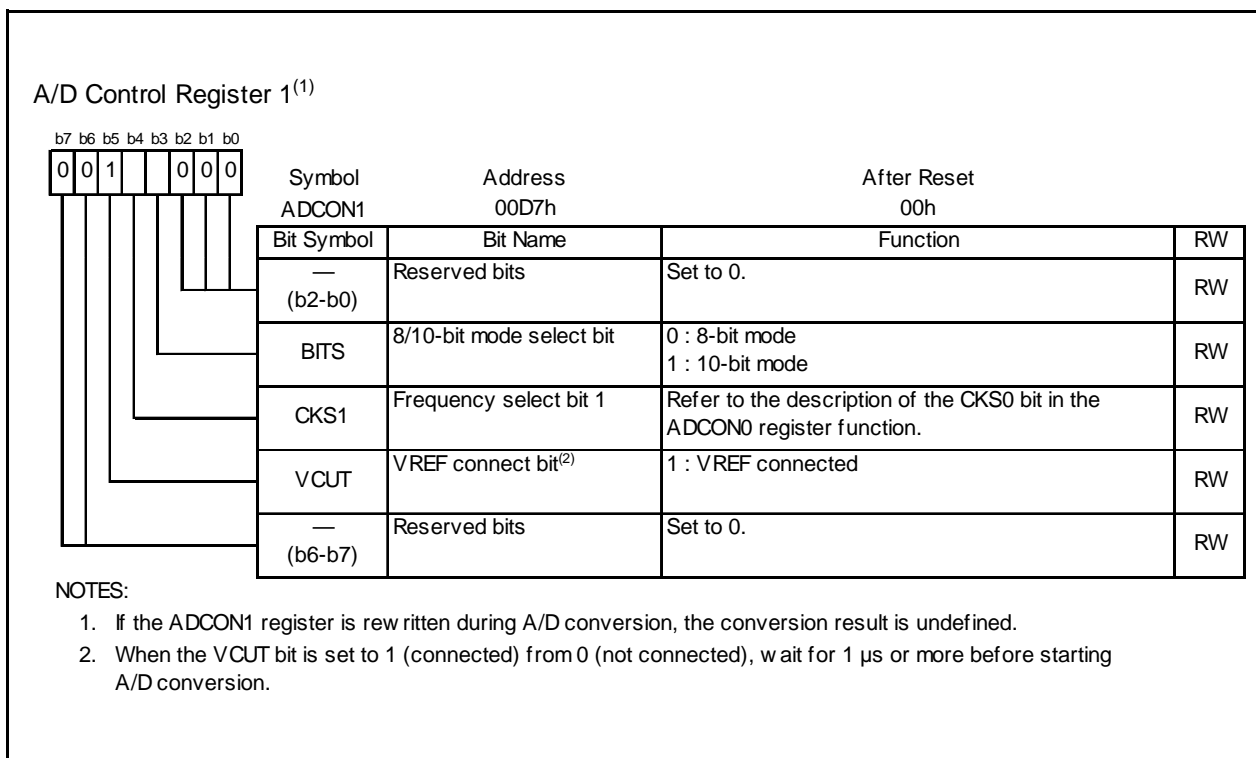 A/D Control Register 1(1)
b7 b6 b5 b4 b3 b2 b1 b0
0 0 1 0 0 0
Symbol Address After Reset
ADCON1 00D7h 00h
Bit Symbol Bit Name Function RW
— Reserved bits Set to 0. RW
(b2-b0)
BITS 8/10-bit mode select bit 0 : 8-bit mode RW
1 : 10-bit mode
CKS1 Frequency select bit 1 Refer to the description of the CKS0 bit in the RW
ADCON0 register function.
VCUT VREF connect bit(2) 1 : VREF connected RW
— Reserved bits Set to 0. RW
(b6-b7)
NOTES:
1. If the ADCON1 register is rewritten during A/D conversion, the conversion result is undefined.
2. When the VCUT bit is set to 1 (connected) from 0 (not connected), wait for 1 µs or more before starting
A/D conversion.